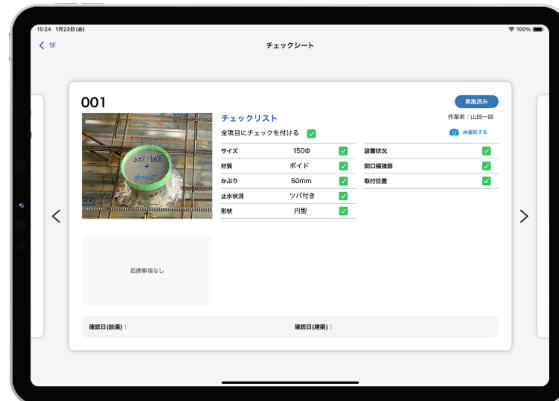 15:24 1月23日(金)
100%
1F
チェックシート
001
実施済み
チェックリスト
作業者：山田一郎
全項目にチェックを付ける
再撮影する
サイズ 150Φ
設置状況
材質 ボイド
開口補強筋
かぶり 50mm
取付位置
止水状況 ツバ付き
形状 円型
指摘事項なし
確認日(設備)：
確認日(建築)：